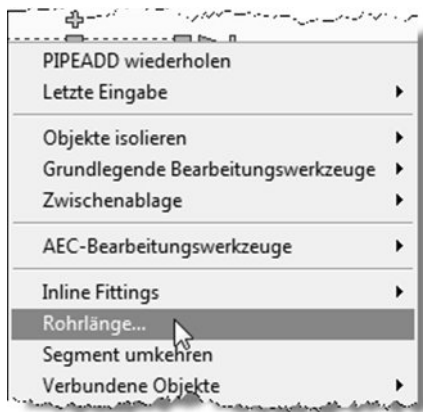 PIPEADD wiederholen
Letzte Eingabe
Objekte isolieren
Grundlegende Bearbeitungswerkzeuge
Zwischenablage
AEC-Bearbeitungswerkzeuge
Inline Fittings
Rohrlänge...
Segment umkehren
Verbundene Objekte